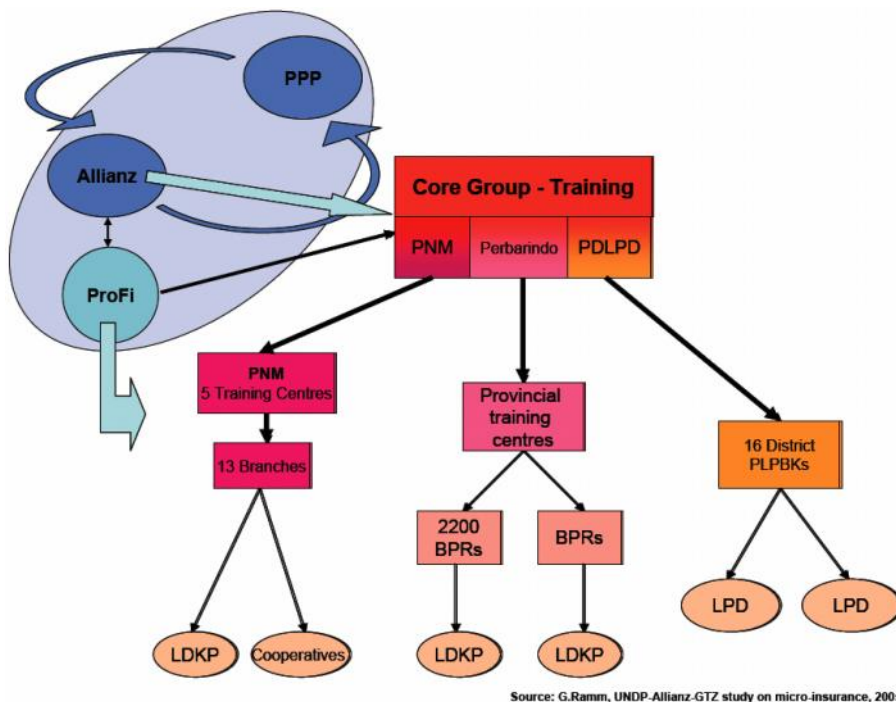 PPP
Allianz
ProFi
Core Group - Training
PNM
Perbarindo
PDLPD
PNM
5 Training Centres
13 Branches
LDKP
Cooperatives
Provincial
training
centres
2200
BPRs
BPRs
LDKP
LDKP
16 District
PLPBKs
LPD
LPD
Source: G.Ramm, UNDP-Allianz-GTZ study on micro-insurance,